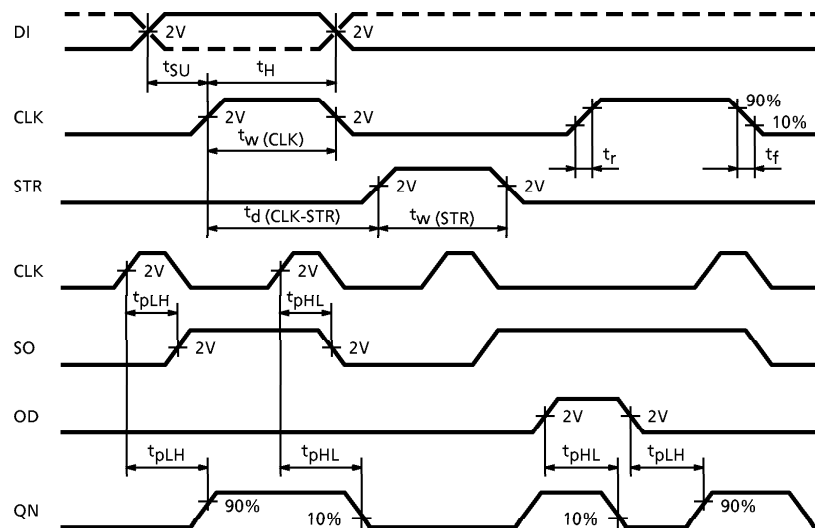 DI 2V 2V
tSU tH
CLK 2V 2V 90% 10%
tw (CLK) tr tf
STR 2V 2V
td (CLK-STR) tw (STR)
CLK 2V 2V
tpLH tpHL
SO 2V 2V
OD 2V 2V
tpLH tpHL tpHL tpLH
QN 90% 10% 10% 90%